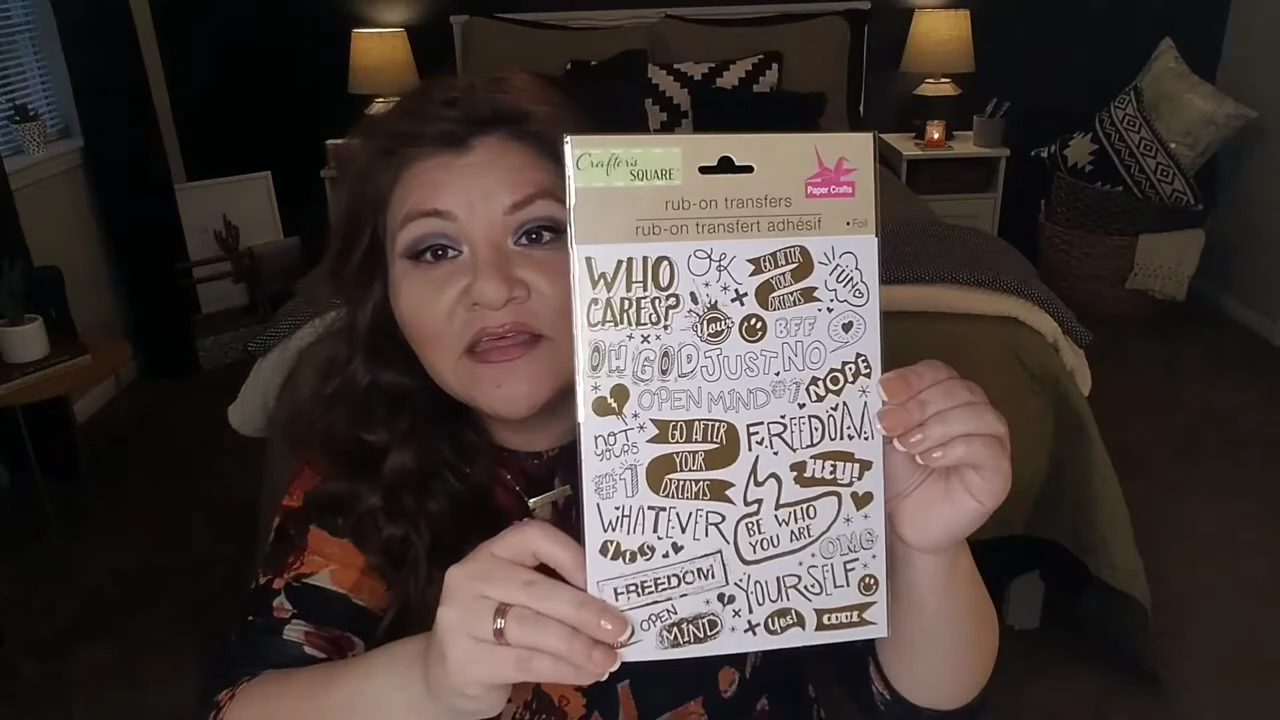 Crafter's
SQUARE
Paper Crafts
rub-on transfers
rub-on transfert adhésif
• Foil
WHO
CARES?
OK
GO AFTER
YOUR
DREAMS
FUN
Your
BFF
OH GOD JUST NO
OPEN MIND #1 NOPE
NOT
YOURS
GO AFTER
YOUR
DREAMS
FREEDOM
#1
HEY!
WHATEVER
BE WHO
YOU ARE
YES
OMG
FREEDOM
YOURSELF
OPEN
MIND
Yes!
COOL